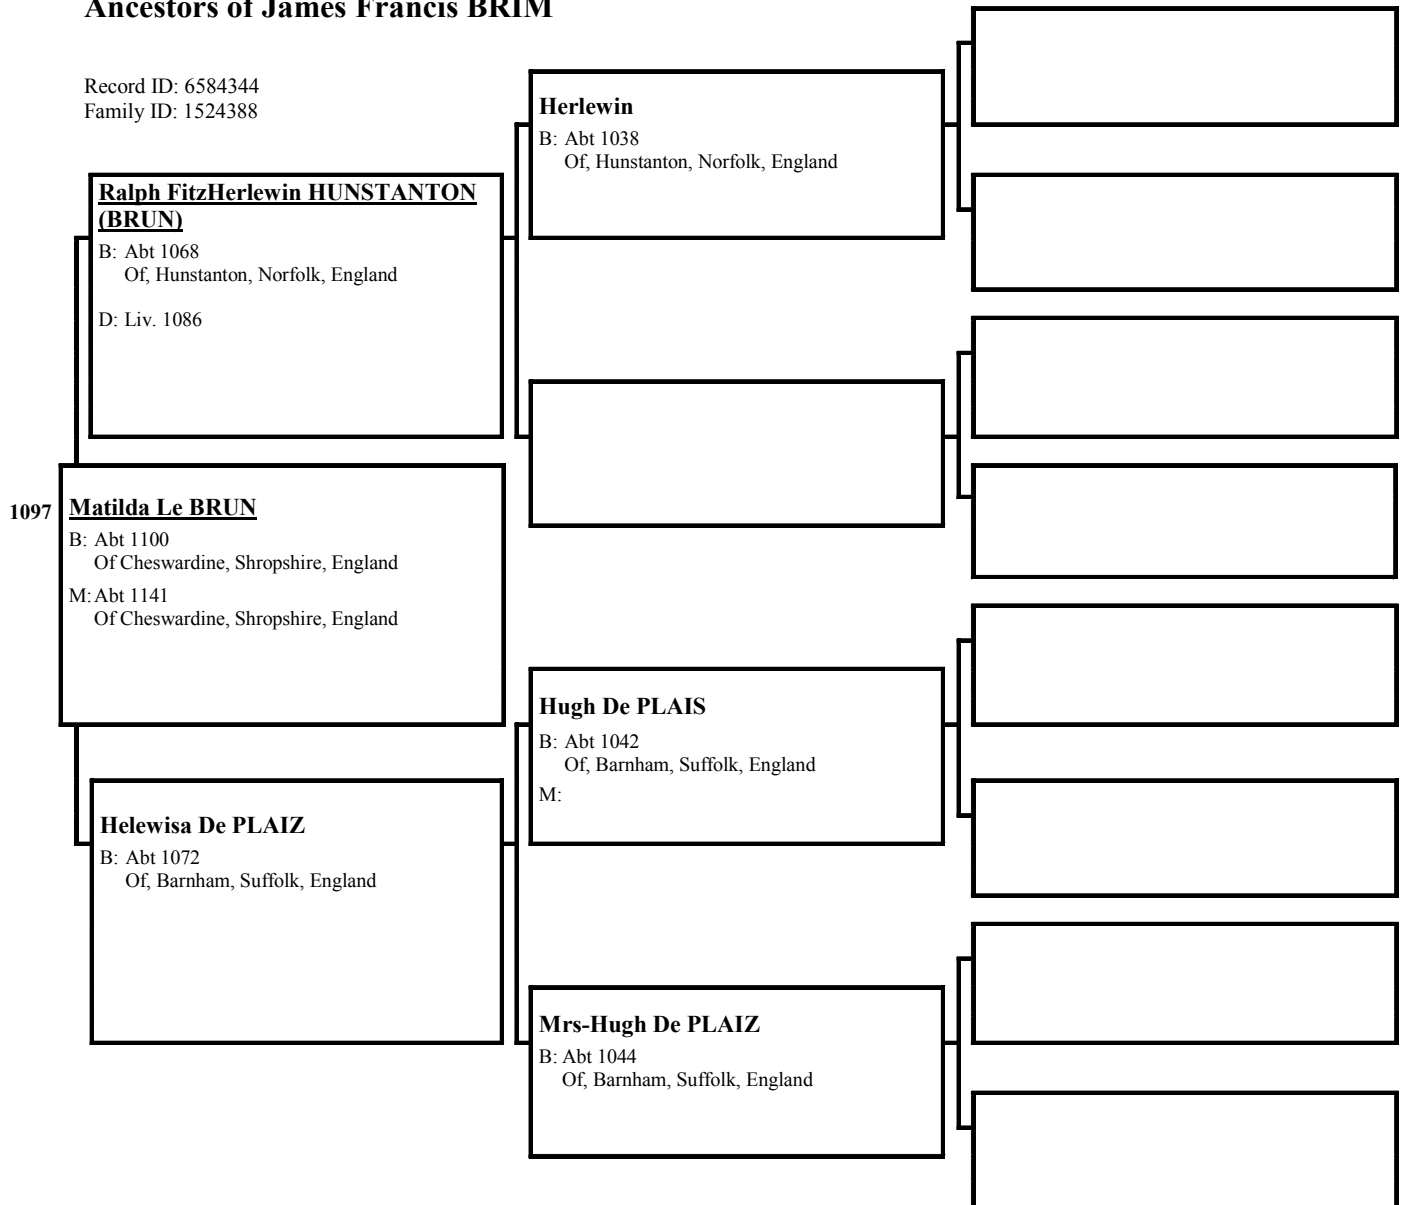 Ancestors of James Francis BRIM
Record ID: 6584344
Family ID: 1524388
Herlewin
B: Abt 1038
Of, Hunstanton, Norfolk, England
Ralph FitzHerlewin HUNSTANTON
(BRUN)
B: Abt 1068
Of, Hunstanton, Norfolk, England
D: Liv. 1086
1097
Matilda Le BRUN
B: Abt 1100
Of Cheswardine, Shropshire, England
M: Abt 1141
Of Cheswardine, Shropshire, England
Hugh De PLAIS
B: Abt 1042
Of, Barnham, Suffolk, England
M:
Helewisa De PLAIZ
B: Abt 1072
Of, Barnham, Suffolk, England
Mrs-Hugh De PLAIZ
B: Abt 1044
Of, Barnham, Suffolk, England